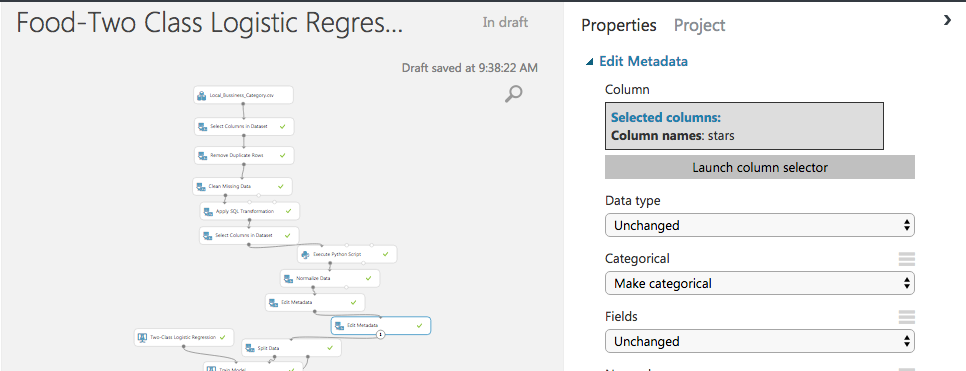 Food-Two Class Logistic Regres...
In draft
Draft saved at 9:38:22 AM
Local_Bussiness_Category.csv
Select Columns in Dataset
Remove Duplicate Rows
Clean Missing Data
Apply SQL Transformation
Select Columns in Dataset
Execute Python Script
Normalize Data
Edit Metadata
Edit Metadata
1
Two-Class Logistic Regression
Split Data
Train Model
Properties Project
Edit Metadata
Column
Selected columns:
Column names: stars
Launch column selector
Data type
Unchanged
Categorical
Make categorical
Fields
Unchanged